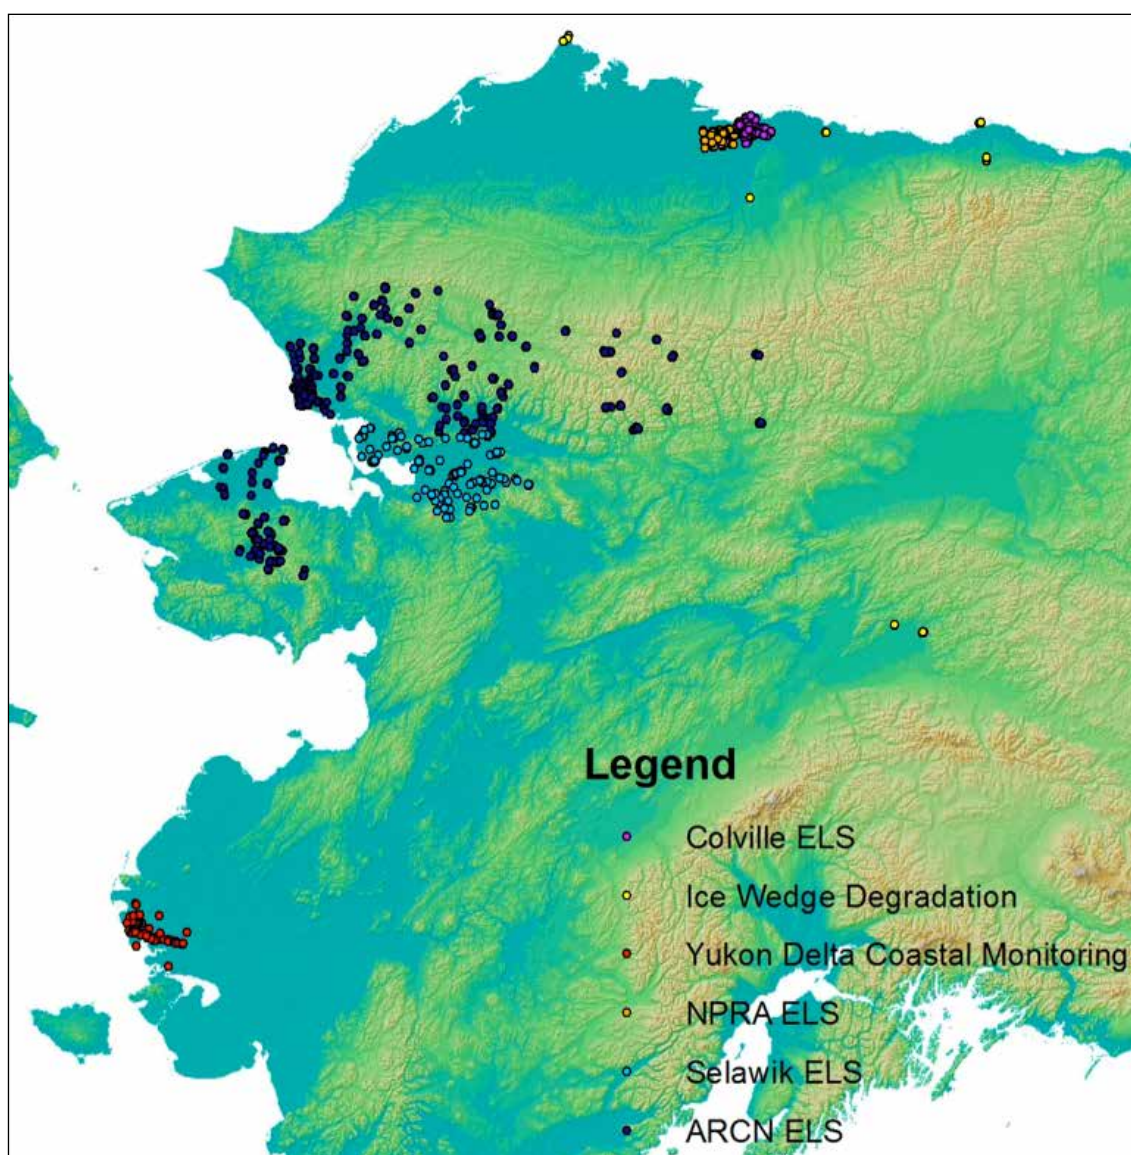 Legend
Colville ELS
Ice Wedge Degradation
Yukon Delta Coastal Monitoring
NPRA ELS
Selawik ELS
ARCN ELS